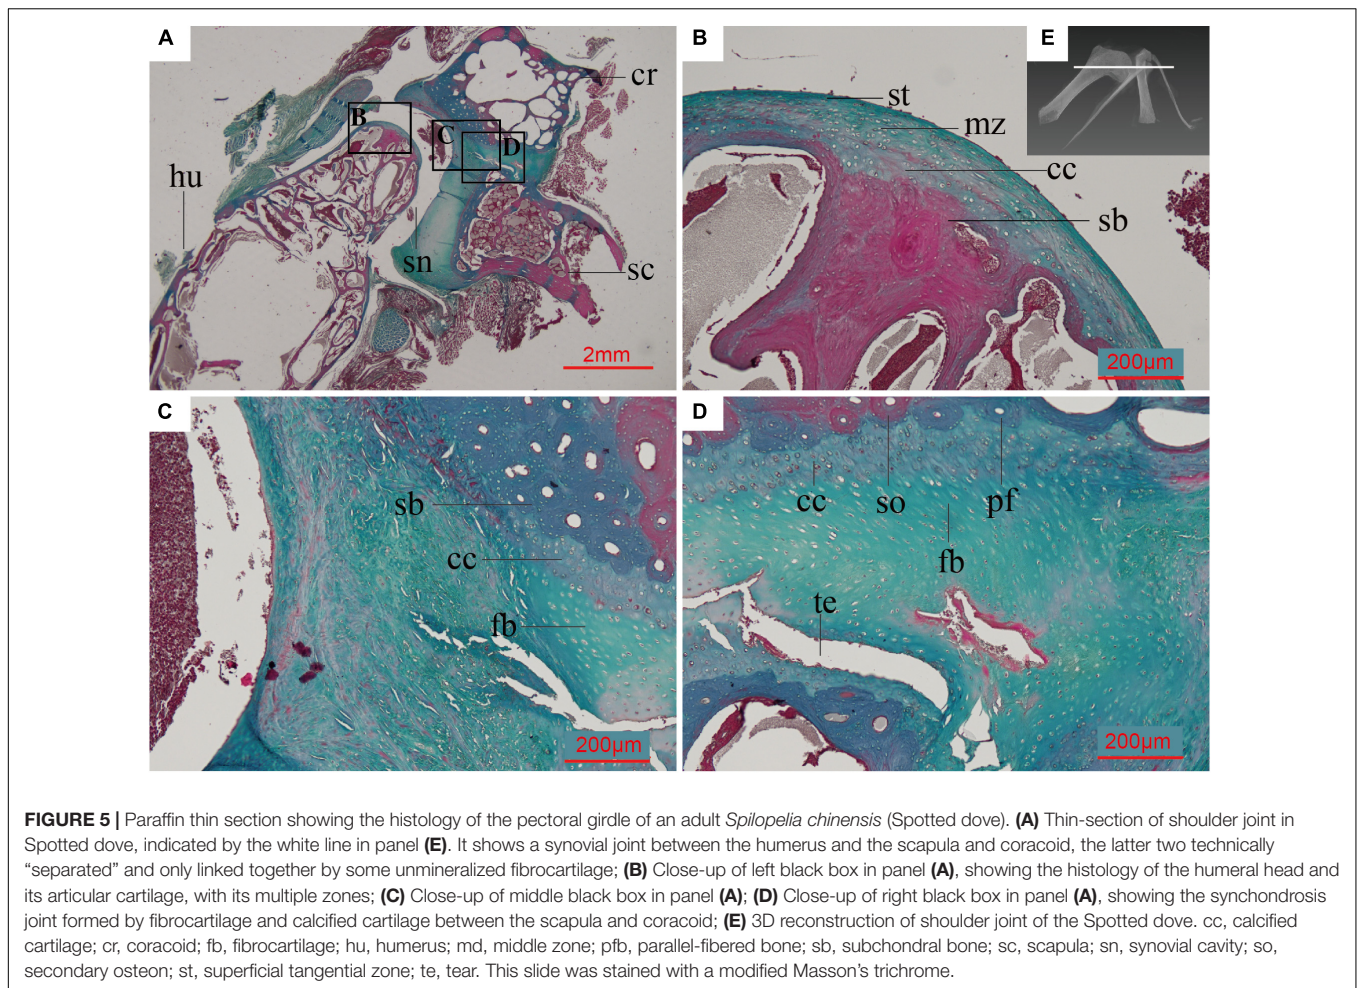 A
B
C
D
hu
cr
sn
sc
2mm
B
E
st
mz
cc
sb
200µm
C
sb
cc
fb
200µm
D
cc
so
pf
fb
te
200µm
FIGURE 5 | Paraffin thin section showing the histology of the pectoral girdle of an adult Spilopelia chinensis (Spotted dove). (A) Thin-section of shoulder joint in
Spotted dove, indicated by the white line in panel (E). It shows a synovial joint between the humerus and the scapula and coracoid, the latter two technically
“separated” and only linked together by some unmineralized fibrocartilage; (B) Close-up of left black box in panel (A), showing the histology of the humeral head and
its articular cartilage, with its multiple zones; (C) Close-up of middle black box in panel (A); (D) Close-up of right black box in panel (A), showing the synchondrosis
joint formed by fibrocartilage and calcified cartilage between the scapula and coracoid; (E) 3D reconstruction of shoulder joint of the Spotted dove. cc, calcified
cartilage; cr, coracoid; fb, fibrocartilage; hu, humerus; md, middle zone; pfb, parallel-fibered bone; sb, subchondral bone; sc, scapula; sn, synovial cavity; so,
secondary osteon; st, superficial tangential zone; te, tear. This slide was stained with a modified Masson’s trichrome.